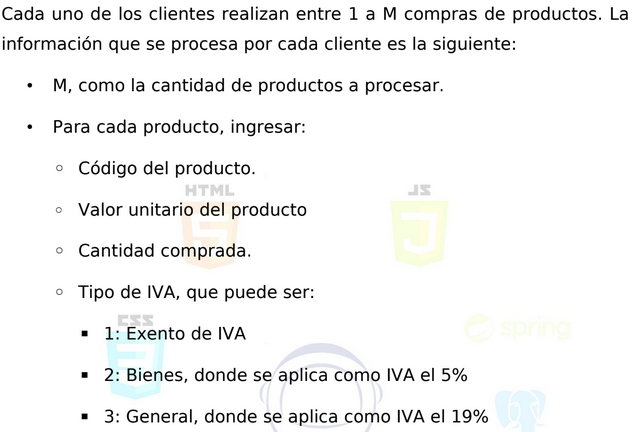 Cada uno de los clientes realizan entre 1 a M compras de productos. La
información que se procesa por cada cliente es la siguiente:
• M, como la cantidad de productos a procesar.
• Para cada producto, ingresar:
◦ Código del producto.
HTML JS
◦ Valor unitario del producto
◦ Cantidad comprada.
◦ Tipo de IVA, que puede ser:
CSS
▪ 1: Exento de IVA
spring
▪ 2: Bienes, donde se aplica como IVA el 5%
▪ 3: General, donde se aplica como IVA el 19%